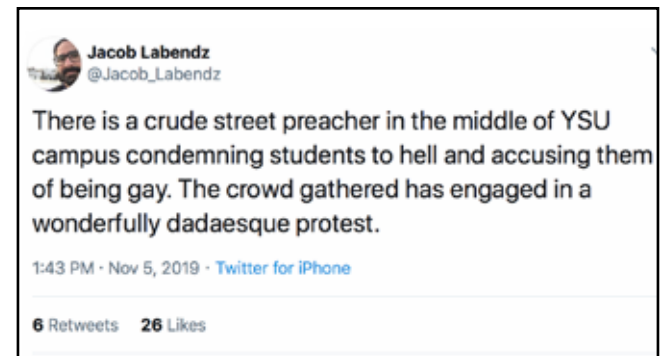 Jacob Labendz
@Jacob_Labendz
There is a crude street preacher in the middle of YSU
campus condemning students to hell and accusing them
of being gay. The crowd gathered has engaged in a
wonderfully dadaesque protest.
1:43 PM · Nov 5, 2019 · Twitter for iPhone
6 Retweets 26 Likes